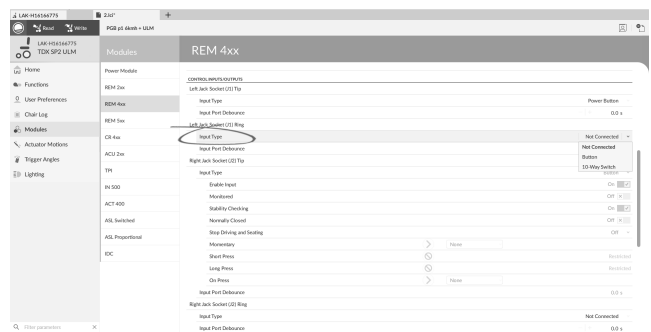 LAK-H16166775
2.lci*
+
Read
Write
PGB p1 6kmh + ULM
LAK-H16166775
TDX SP2 ULM
Modules
REM 4xx
Home
Functions
User Preferences
Chair Log
Modules
Actuator Motions
Trigger Angles
Lighting
Filter parameters
Power Module
REM 2xx
REM 4xx
REM 5xx
CR 4xx
ACU 2xx
TPI
IN 500
ACT 400
ASL Switched
ASL Proportional
IDC
CONTROL INPUTS/OUTPUTS
Left Jack Socket (J1) Tip
Input Type Power Button
Input Port Debounce 0.0 s
Left Jack Socket (J1) Ring
Input Type Not Connected
Input Port Debounce
Not Connected
Button
10-Way Switch
Right Jack Socket (J2) Tip
Input Type Button
Enable Input On
Monitored Off
Stability Checking On
Normally Closed Off
Stop Driving and Seating Off
Momentary None
Short Press Restricted
Long Press Restricted
On Press None
Input Port Debounce 0.0 s
Right Jack Socket (J2) Ring
Input Type Not Connected
Input Port Debounce 0.0 s